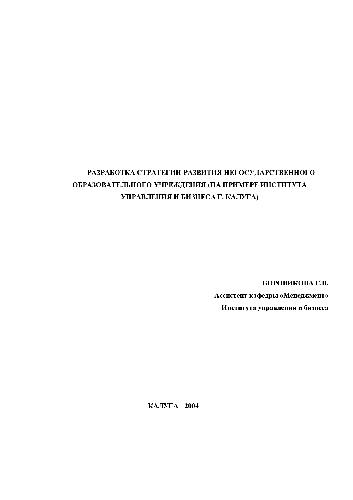 РАЗРАБОТКА СТРАТЕГИИ РАЗВИТИЯ НЕГОСУДАРСТВЕННОГО
ОБРАЗОВАТЕЛЬНОГО УЧРЕЖДЕНИЯ (НА ПРИМЕРЕ ИНСТИТУТА
УПРАВЛЕНИЯ И БИЗНЕСА Г. КАЛУГА)
Ассистент кафедры «Менеджмент»
Института управления и бизнеса
КАЛУГА 2004